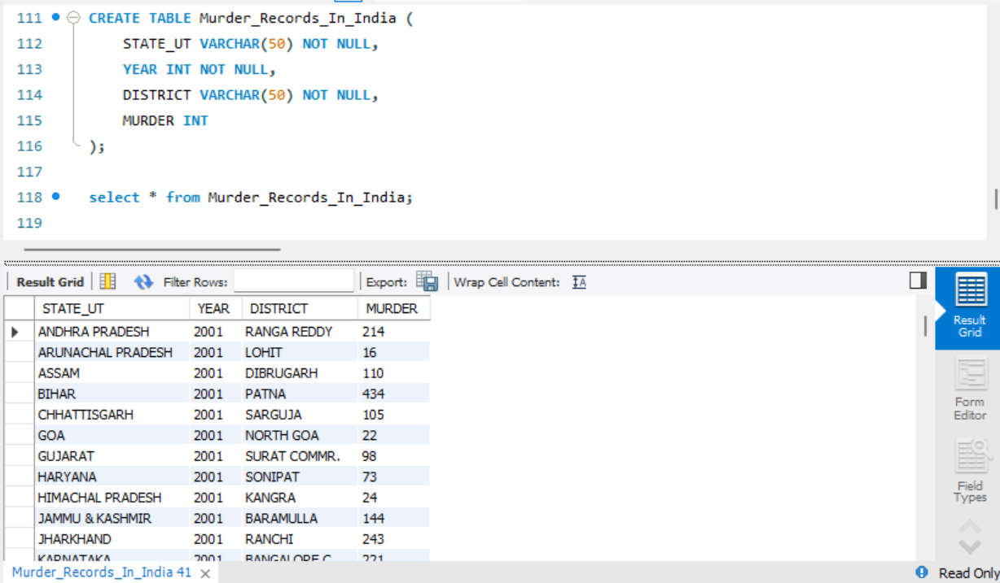 111 CREATE TABLE Murder_Records_In_India (
112 STATE_UT VARCHAR(50) NOT NULL,
113 YEAR INT NOT NULL,
114 DISTRICT VARCHAR(50) NOT NULL,
115 MURDER INT
116 );
117
118 select * from Murder_Records_In_India;
119
Result Grid Filter Rows: Export: Wrap Cell Content:
STATE_UT YEAR DISTRICT MURDER
ANDHRA PRADESH 2001 RANGA REDDY 214
ARUNACHAL PRADESH 2001 LOHIT 16
ASSAM 2001 DIBRUGARH 110
BIHAR 2001 PATNA 434
CHHATTISGARH 2001 SARGUJA 105
GOA 2001 NORTH GOA 22
GUJARAT 2001 SURAT COMMR. 98
HARYANA 2001 SONIPAT 73
HIMACHAL PRADESH 2001 KANGRA 24
JAMMU & KASHMIR 2001 BARAMULLA 144
JHARKHAND 2001 RANCHI 243
KARNATAKA 2001 BANGALORE C 221
Result
Grid
Form
Editor
Field
Types
Murder_Records_In_India 41
Read Only